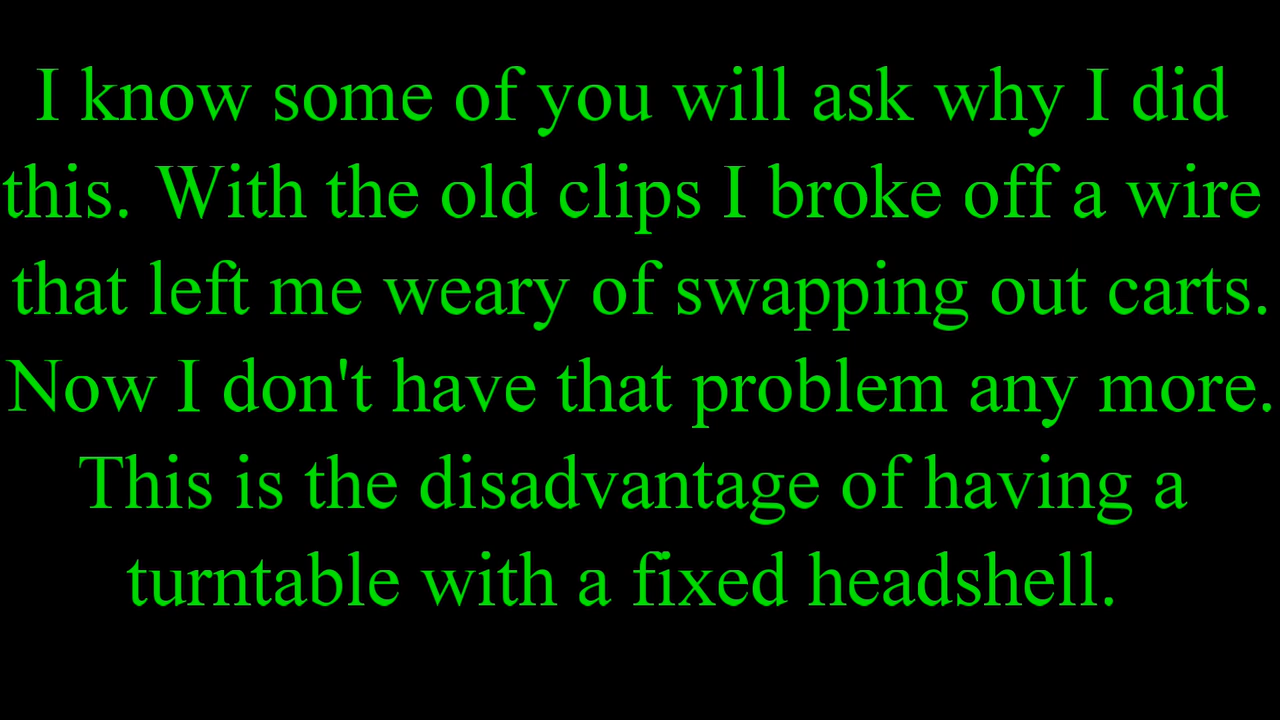 I know some of you will ask why I did
this. With the old clips I broke off a wire
that left me weary of swapping out carts.
Now I don't have that problem any more.
This is the disadvantage of having a
turntable with a fixed headshell.